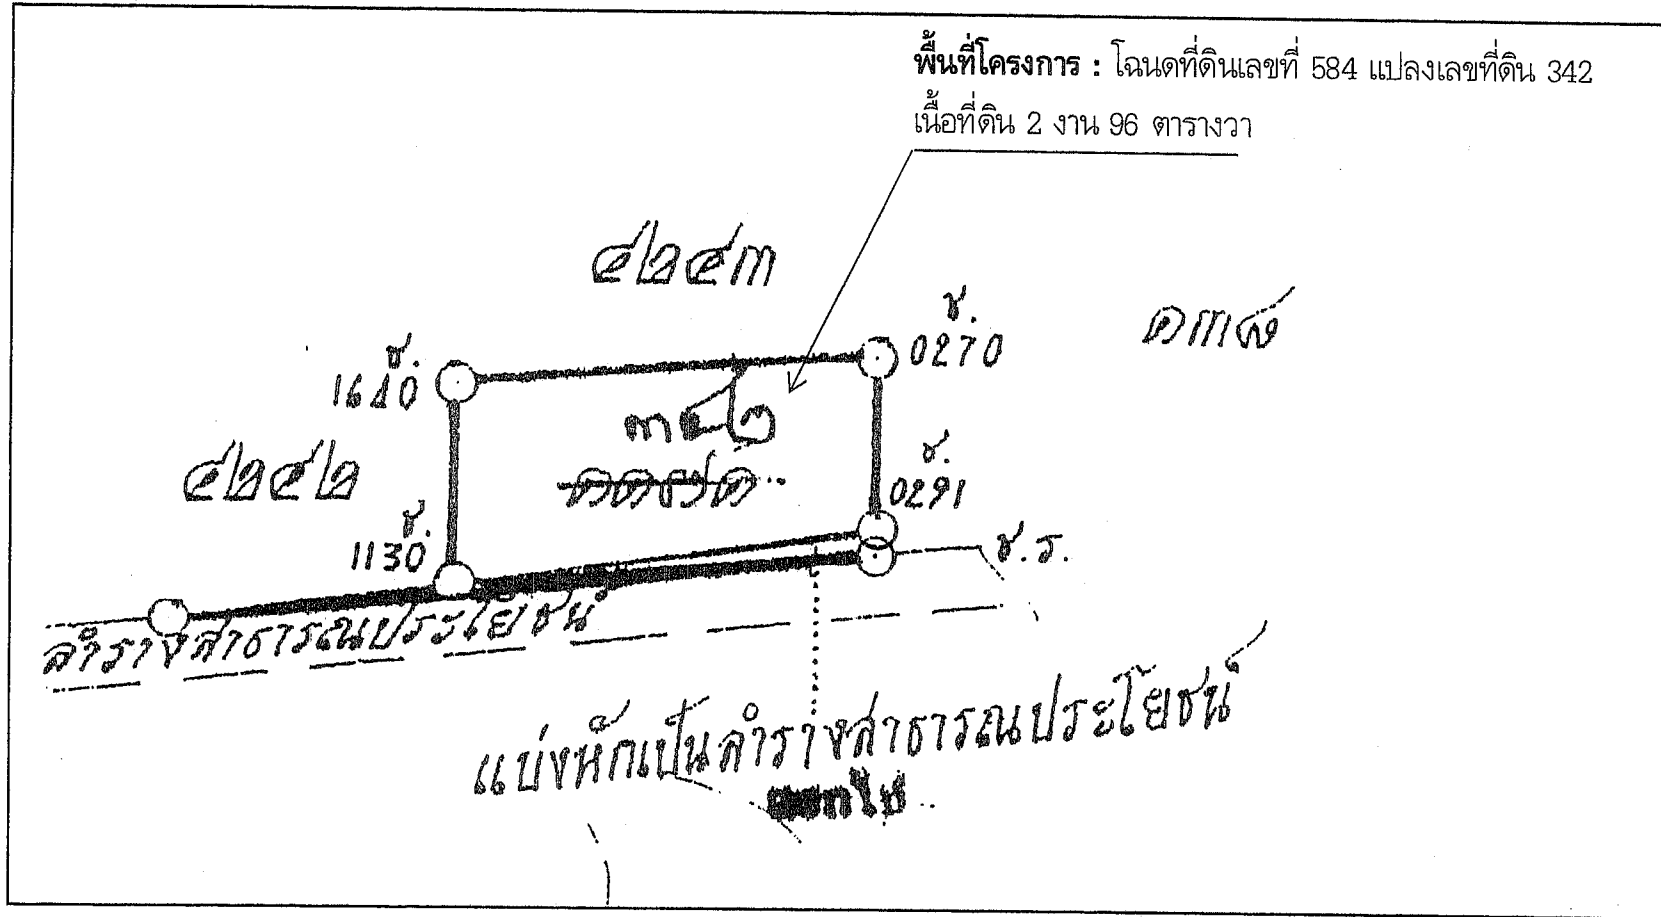 พื้นที่โครงการ : โฉนดที่ดินเลขที่ 584 แปลงเลขที่ดิน 342
เนื้อที่ดิน 2 งาน 96 ตารางวา
๔๒๔๓
ช.
0270
ช.
1640
๓๔๒
๔๒๔๒
ช.
0291
ช.
1130
ช.ร.
ลำรางสาธารณประโยชน์
แบ่งหักเป็นลำรางสาธารณประโยชน์